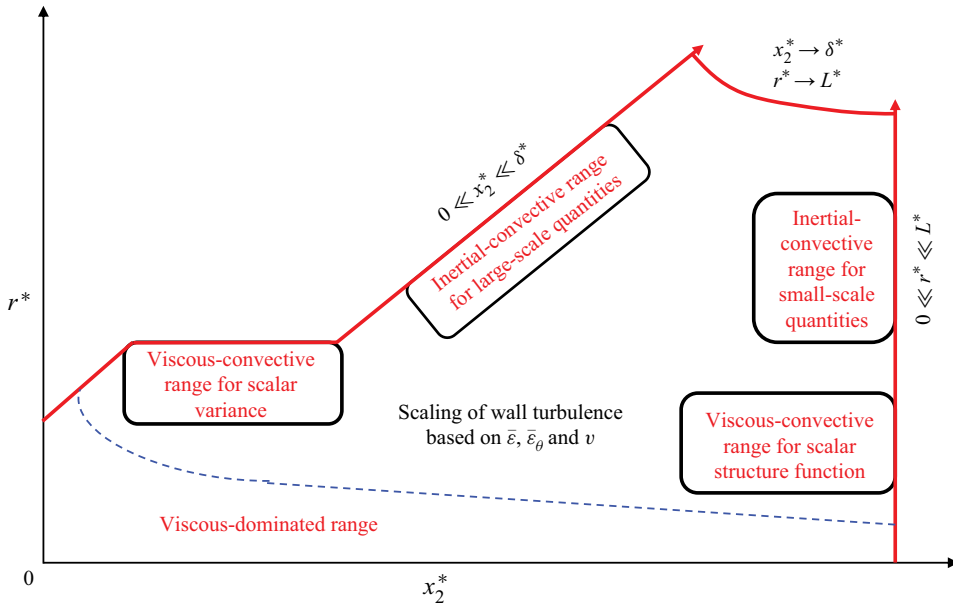 x₂* → δ*
r* → L*
0 ≪ x₂* ≪ δ*
Inertial-convective range
for large-scale quantities
Inertial-
convective
range for
small-scale
quantities
0 ≪ r* ≪ L*
r*
Viscous-convective
range for scalar
variance
Scaling of wall turbulence
based on ε̅, ε̅_θ and ν
Viscous-convective
range for scalar
structure function
Viscous-dominated range
0
x₂*